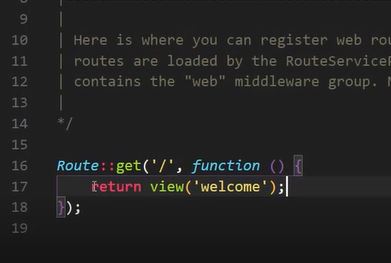 9 |
10 | Here is where you can register web rou
11 | routes are loaded by the RouteServiceP
12 | contains the "web" middleware group.
13 |
14 */
15
16 Route::get('/', function () {
17 return view('welcome');
18 });
19